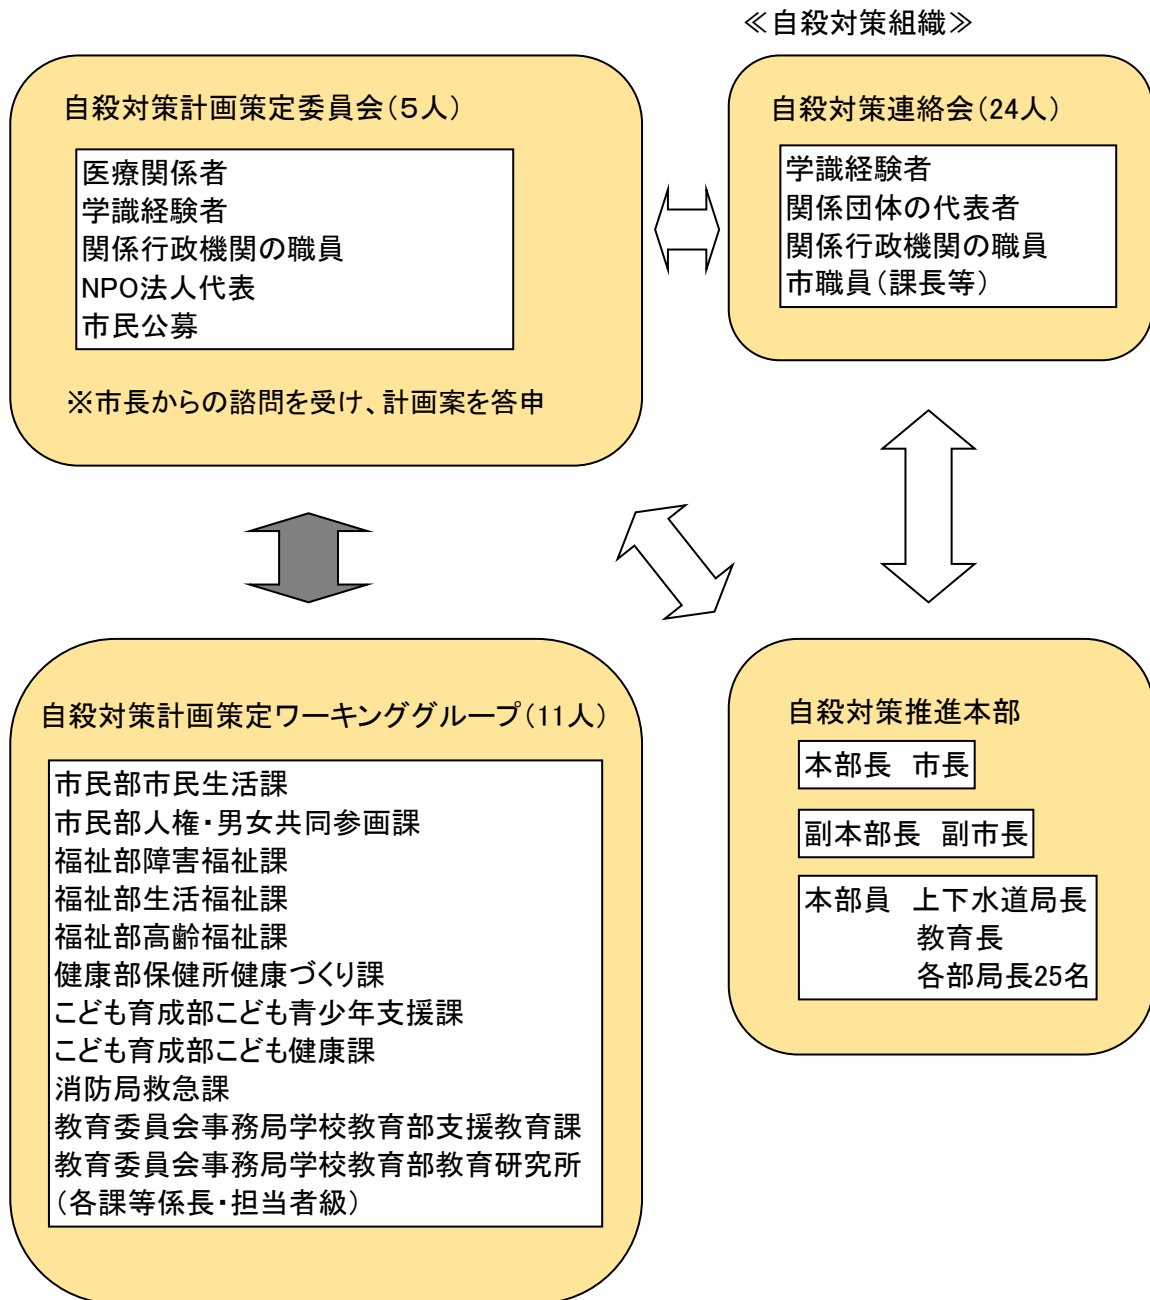 ≪自殺対策組織≫
自殺対策計画策定委員会（５人）
医療関係者
学識経験者
関係行政機関の職員
NPO法人代表
市民公募
※市長からの諮問を受け、計画案を答申
自殺対策連絡会（24人）
学識経験者
関係団体の代表者
関係行政機関の職員
市職員（課長等）
自殺対策計画策定ワーキンググループ（11人）
市民部市民生活課
市民部人権・男女共同参画課
福祉部障害福祉課
福祉部生活福祉課
福祉部高齢福祉課
健康部保健所健康づくり課
こども育成部こども青少年支援課
こども育成部こども健康課
消防局救急課
教育委員会事務局学校教育部支援教育課
教育委員会事務局学校教育部教育研究所
（各課等係長・担当者級）
自殺対策推進本部
本部長　市長
副本部長　副市長
本部員　上下水道局長
教育長
各部局長25名